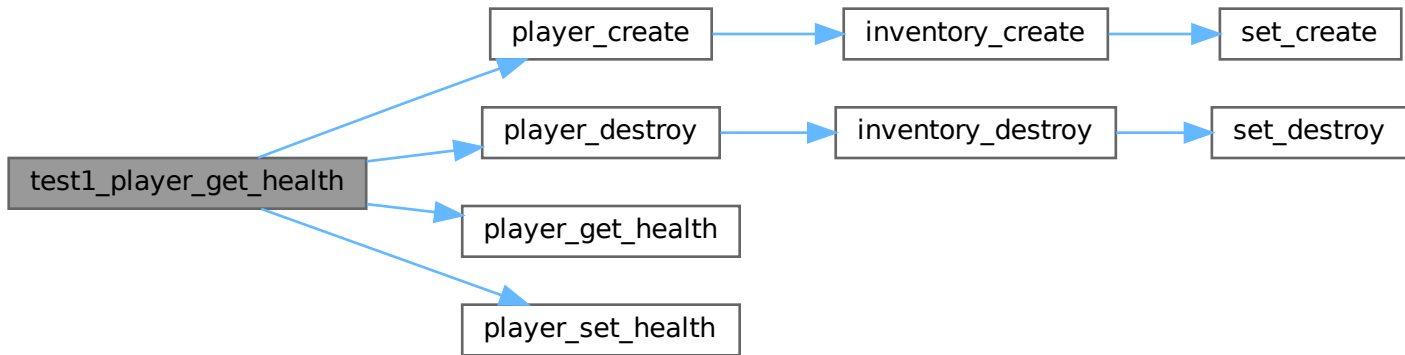 player_create
inventory_create
set_create
player_destroy
inventory_destroy
set_destroy
test1_player_get_health
player_get_health
player_set_health